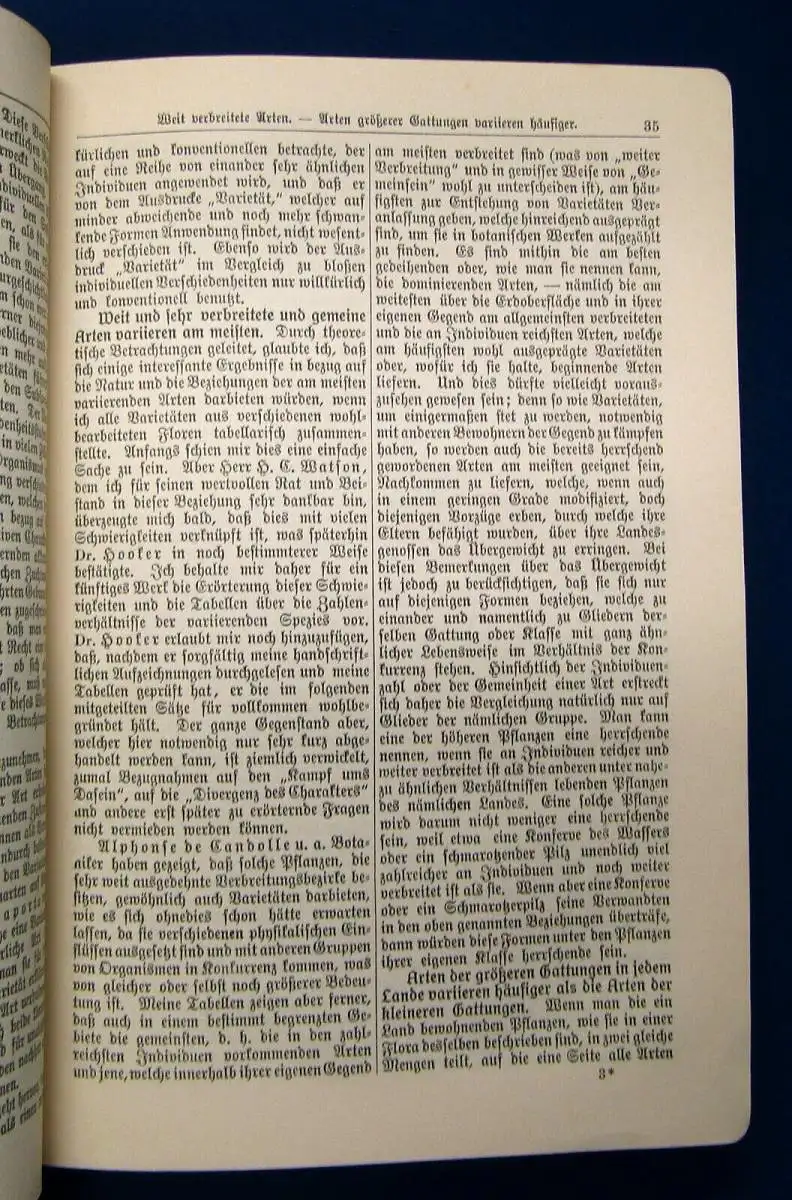 Weit verbreitete Arten. — Arten größerer Gattungen variieren häufiger. 35
kürlichen und konventionellen betrachte, der
auf eine Reihe von einander sehr ähnlichen
Individuen angewendet wird, und daß er
von dem Ausdrucke „Varietät,“ welcher auf
minder abweichende und noch mehr schwan-
kende Formen Anwendung findet, nicht wesent-
lich verschieden ist. Ebenso wird der Aus-
druck „Varietät“ im Vergleich zu bloßen
individuellen Verschiedenheiten nur willkürlich
und konventionell benutzt.
Weit und sehr verbreitete und gemeine
Arten variieren am meisten. Durch theore-
tische Betrachtungen geleitet, glaubte ich, daß
sich einige interessante Ergebnisse in bezug auf
die Natur und die Beziehungen der am meisten
variierenden Arten darbieten würden, wenn
ich alle Varietäten aus verschiedenen wohl-
bearbeiteten Floren tabellarisch zusammen-
stellte. Anfangs schien mir dies eine einfache
Sache zu sein. Aber Herr H. C. Watson,
dem ich für seinen wertvollen Rat und Bei-
stand in dieser Beziehung sehr dankbar bin,
überzeugte mich bald, daß dies mit vielen
Schwierigkeiten verknüpft ist, was späterhin
Dr. Hooker in noch bestimmterer Weise
bestätigte. Ich behalte mir daher für ein
künftiges Werk die Erörterung dieser Schwie-
rigkeiten und die Tabellen über die Zahlen-
verhältnisse der variierenden Spezies vor.
Dr. Hooker erlaubt mir noch hinzuzufügen,
daß, nachdem er sorgfältig meine handschrift-
lichen Aufzeichnungen durchgelesen und meine
Tabellen geprüft hat, er die im folgenden
mitgeteilten Sätze für vollkommen wohlbe-
gründet hält. Der ganze Gegenstand aber,
welcher hier notwendig nur sehr kurz abge-
handelt werden kann, ist ziemlich verwickelt,
zumal Bezugnahmen auf den „Kampf ums
Dasein“, auf die „Divergenz des Charakters“
und andere erst später zu erörternde Fragen
nicht vermieden werden können.
Alphonse de Candolle u. a. Bota-
niker haben gezeigt, daß solche Pflanzen, die
sehr weit ausgedehnte Verbreitungsbezirke be-
sitzen, gewöhnlich auch Varietäten darbieten,
wie es sich ohnedies schon hätte erwarten
lassen, da sie verschiedenen physikalischen Ein-
flüssen ausgesetzt sind und mit anderen Gruppen
von Organismen in Konkurrenz kommen, was
von gleicher oder selbst noch größerer Bedeu-
tung ist. Meine Tabellen zeigen aber ferner,
daß auch in einem bestimmt begrenzten Ge-
biete die gemeinsten, d. h. die in den zahl-
reichsten Individuen vorkommenden Arten
und jene, welche innerhalb ihrer eigenen Gegend
am meisten verbreitet sind (was von „weiter
Verbreitung“ und in gewisser Weise von „Ge-
meinsein“ wohl zu unterscheiden ist), am häu-
figsten zur Entstehung von Varietäten Ver-
anlassung geben, welche hinreichend ausgeprägt
sind, um sie in botanischen Werken aufgezählt
zu finden. Es sind mithin die am besten
gedeihenden oder, wie man sie nennen kann,
die dominierenden Arten, — nämlich die am
weitesten über die Erdoberfläche und in ihrer
eigenen Gegend am allgemeinsten verbreiteten
und die an Individuen reichsten Arten, welche
am häufigsten wohl ausgeprägte Varietäten
oder, wofür ich sie halte, beginnende Arten
liefern. Und dies dürfte vielleicht voraus-
zusehen gewesen sein; denn so wie Varietäten,
um einigermaßen stet zu werden, notwendig
mit anderen Bewohnern der Gegend zu kämpfen
haben, so werden auch die bereits herrschend
gewordenen Arten am meisten geeignet sein,
Nachkommen zu liefern, welche, wenn auch
in einem geringen Grade modifiziert, doch
diejenigen Vorzüge erben, durch welche ihre
Eltern befähigt wurden, über ihre Landes-
genossen das Übergewicht zu erringen. Bei
diesen Bemerkungen über das Übergewicht
ist jedoch zu berücksichtigen, daß sie sich nur
auf diejenigen Formen beziehen, welche zu
einander und namentlich zu Gliedern der-
selben Gattung oder Klasse mit ganz ähn-
licher Lebensweise im Verhältnis der Kon-
kurrenz stehen. Hinsichtlich der Individuen-
zahl oder der Gemeinheit einer Art erstreckt
sich daher die Vergleichung natürlich nur auf
Glieder der nämlichen Gruppe. Man kann
eine der höheren Pflanzen eine herrschende
nennen, wenn sie an Individuen reicher und
weiter verbreitet ist als die anderen unter nahe-
zu ähnlichen Verhältnissen lebenden Pflanzen
des nämlichen Landes. Eine solche Pflanze
wird darum nicht weniger eine herrschende
sein, weil etwa eine Konferve des Wassers
oder ein schmarotzender Pilz unendlich viel
zahlreicher an Individuen und noch weiter
verbreitet ist als sie. Wenn aber eine Konferve
oder ein Schmarotzerpilz seine Verwandten
in den oben genannten Beziehungen überträfe,
dann würden diese Formen unter den Pflanzen
ihrer eigenen Klasse herrschende sein.
Arten der größeren Gattungen in jedem
Lande variieren häufiger als die Arten der
kleineren Gattungen. Wenn man die ein
Land bewohnenden Pflanzen, wie sie in einer
Flora desselben beschrieben sind, in zwei gleiche
Mengen teilt, auf die eine Seite alle Arten
3*